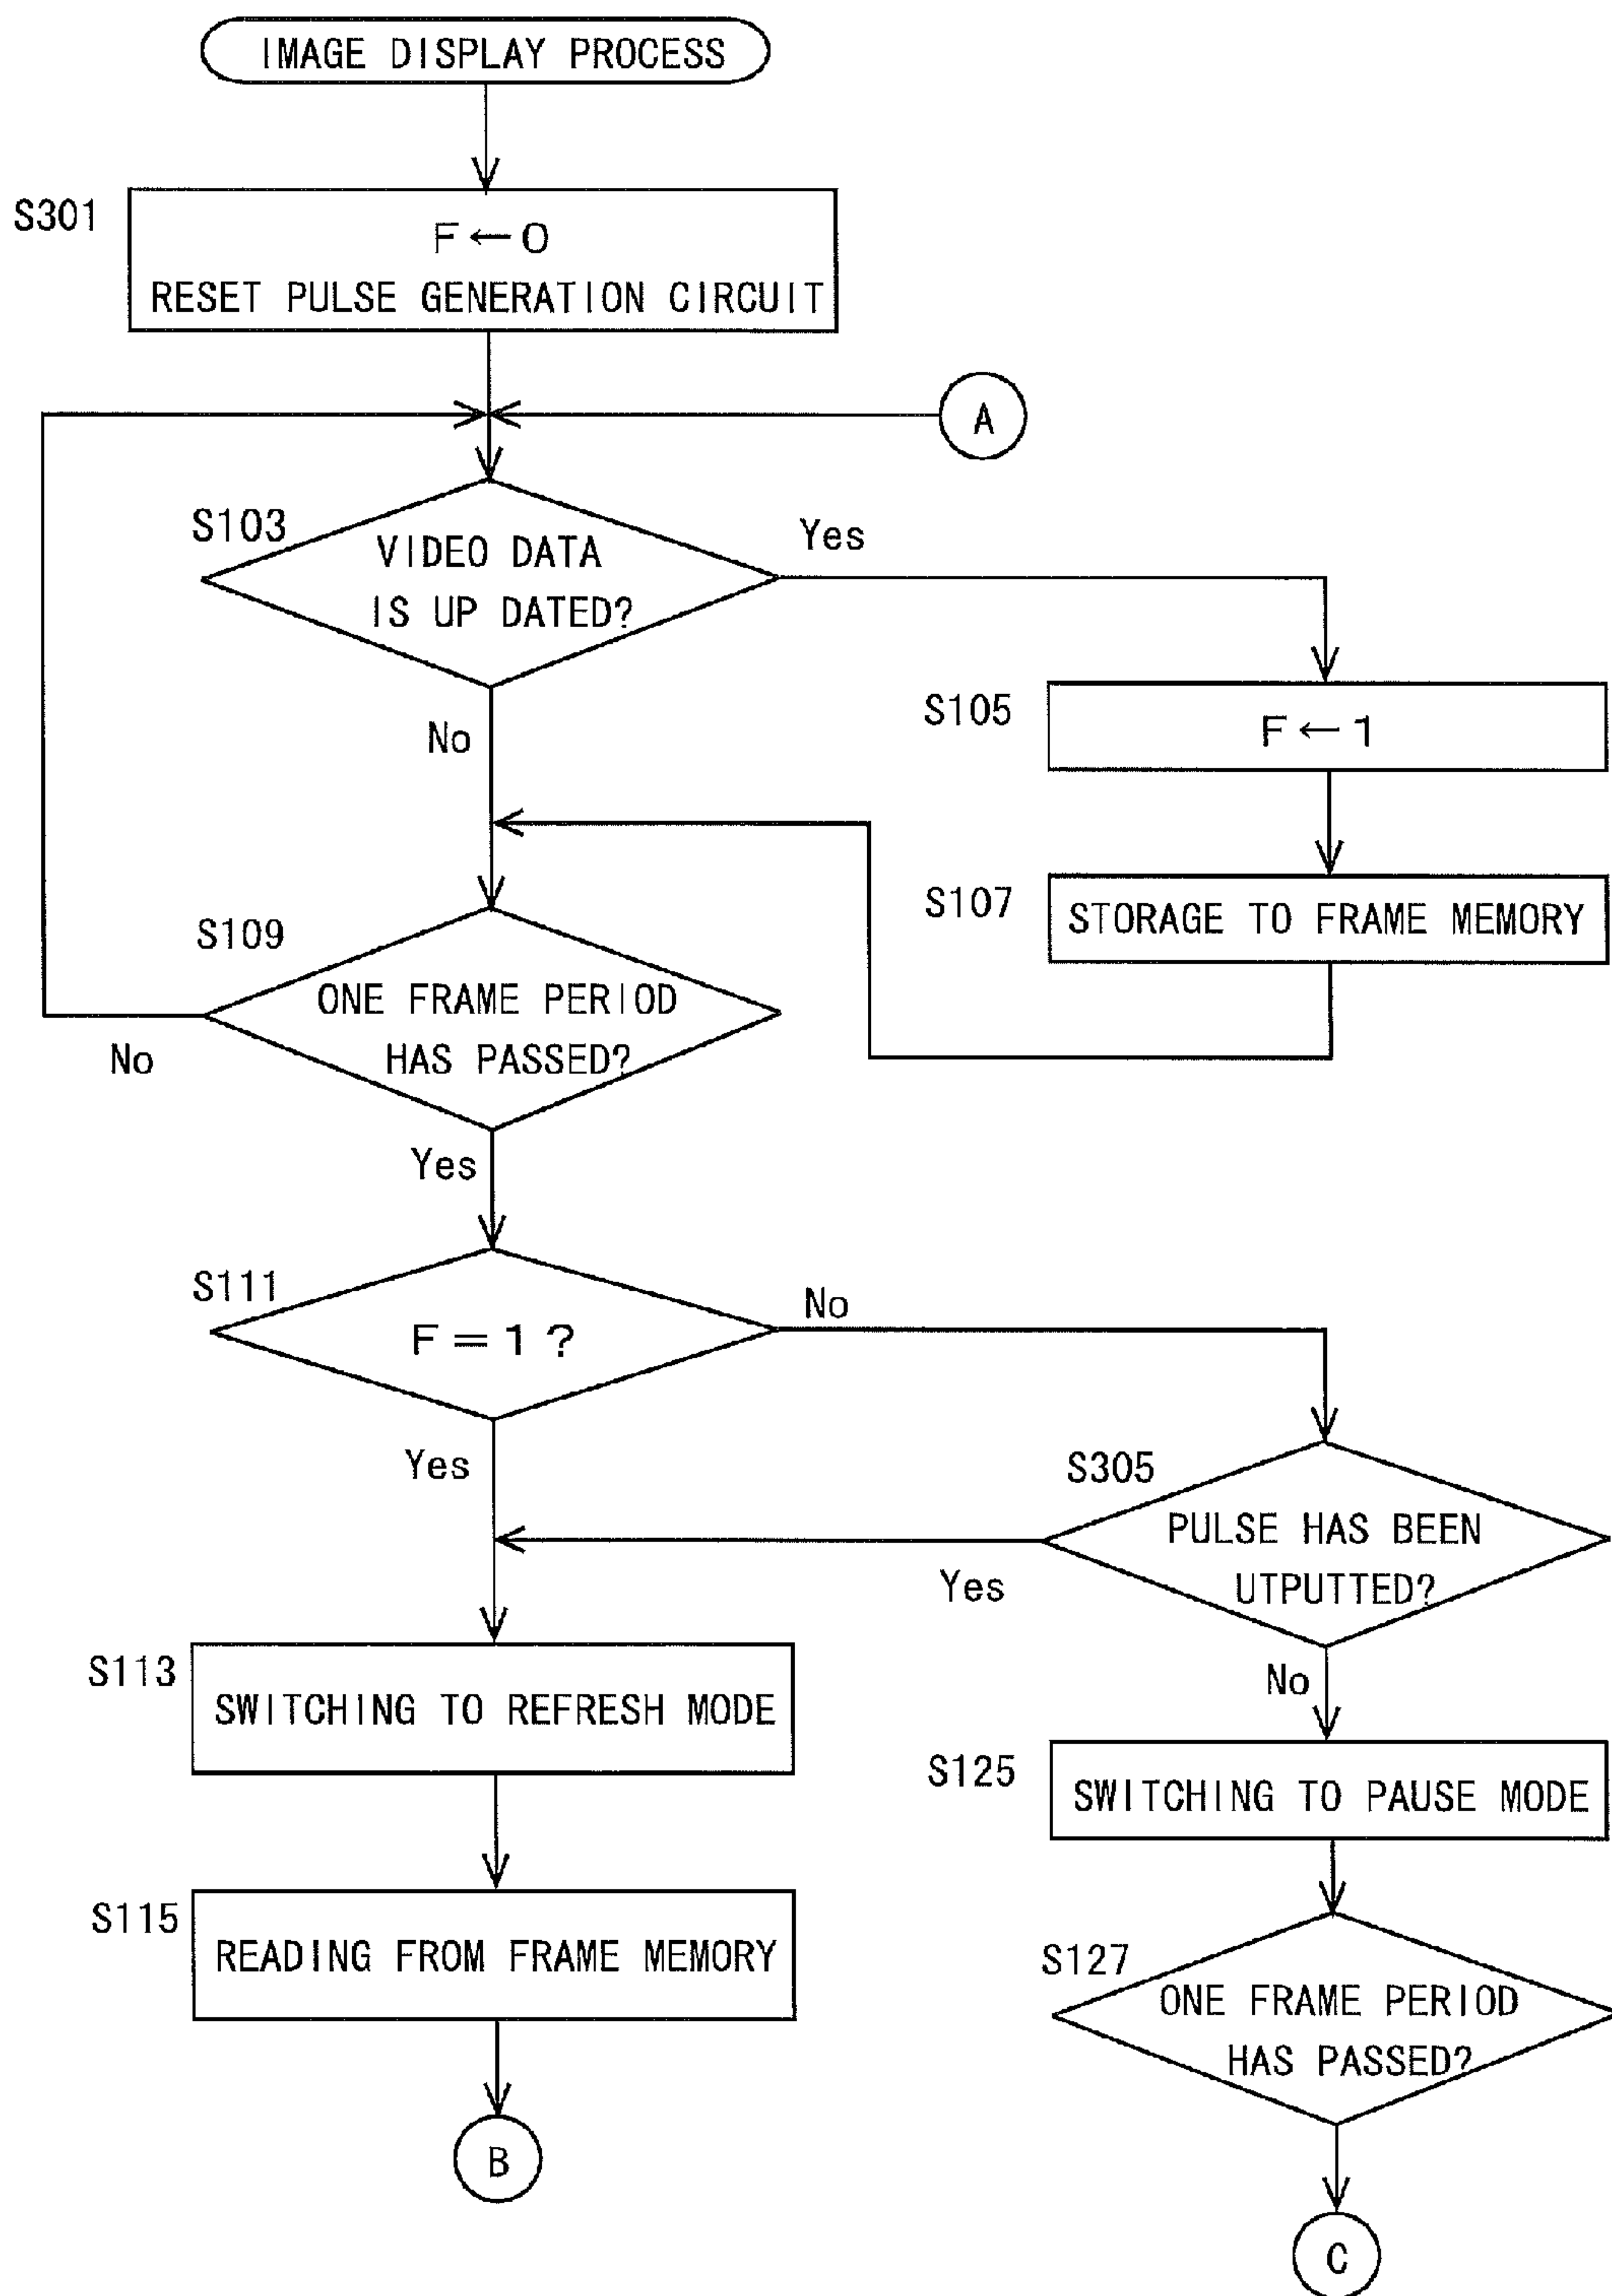 IMAGE DISPLAY PROCESS
S301
F←0
RESET PULSE GENERATION CIRCUIT
A
S103
VIDEO DATA
IS UP DATED?
Yes
No
S105
F←1
S107
STORAGE TO FRAME MEMORY
S109
ONE FRAME PERIOD
HAS PASSED?
No
Yes
S111
F=1?
No
Yes
S305
PULSE HAS BEEN
UTPUTTED?
Yes
No
S113
SWITCHING TO REFRESH MODE
S125
SWITCHING TO PAUSE MODE
S115
READING FROM FRAME MEMORY
S127
ONE FRAME PERIOD
HAS PASSED?
B
C